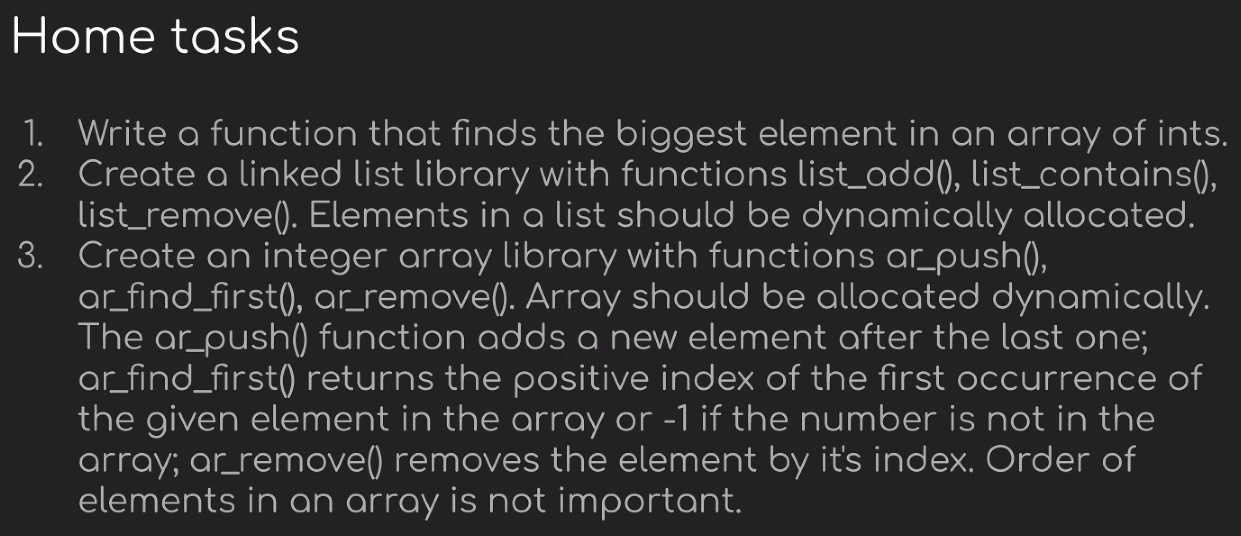 Home tasks
1. Write a function that finds the biggest element in an array of ints.
2. Create a linked list library with functions list_add(), list_contains(),
list_remove(). Elements in a list should be dynamically allocated.
3. Create an integer array library with functions ar_push(),
ar_find_first(), ar_remove(). Array should be allocated dynamically.
The ar_push() function adds a new element after the last one;
ar_find_first() returns the positive index of the first occurrence of
the given element in the array or -1 if the number is not in the
array; ar_remove() removes the element by it's index. Order of
elements in an array is not important.